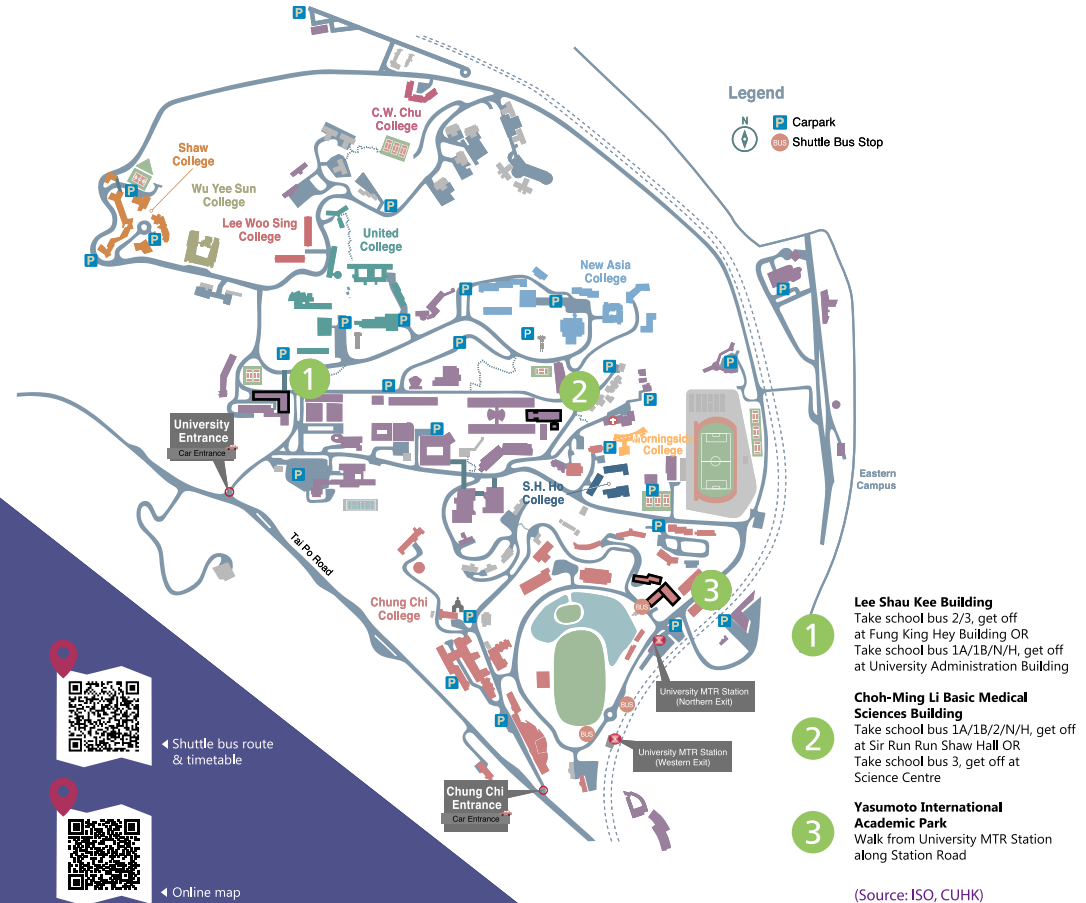 P
C.W. Chu
College
Legend
N
P Carpark
BUS Shuttle Bus Stop
Shaw
College
Wu Yee Sun
College
Lee Woo Sing
College
United
College
New Asia
College
1
2
University
Entrance
Car Entrance
Morningside
College
S.H. Ho
College
Eastern
Campus
Tai Po Road
Chung Chi
College
3
BUS
University MTR Station
(Northern Exit)
BUS
BUS
University MTR Station
(Western Exit)
Chung Chi
Entrance
Car Entrance
1
Lee Shau Kee Building
Take school bus 2/3, get off
at Fung King Hey Building OR
Take school bus 1A/1B/N/H, get off
at University Administration Building
2
Choh-Ming Li Basic Medical
Sciences Building
Take school bus 1A/1B/2/N/H, get off
at Sir Run Run Shaw Hall OR
Take school bus 3, get off at
Science Centre
3
Yasumoto International
Academic Park
Walk from University MTR Station
along Station Road
(Source: ISO, CUHK)
Shuttle bus route
& timetable
Online map